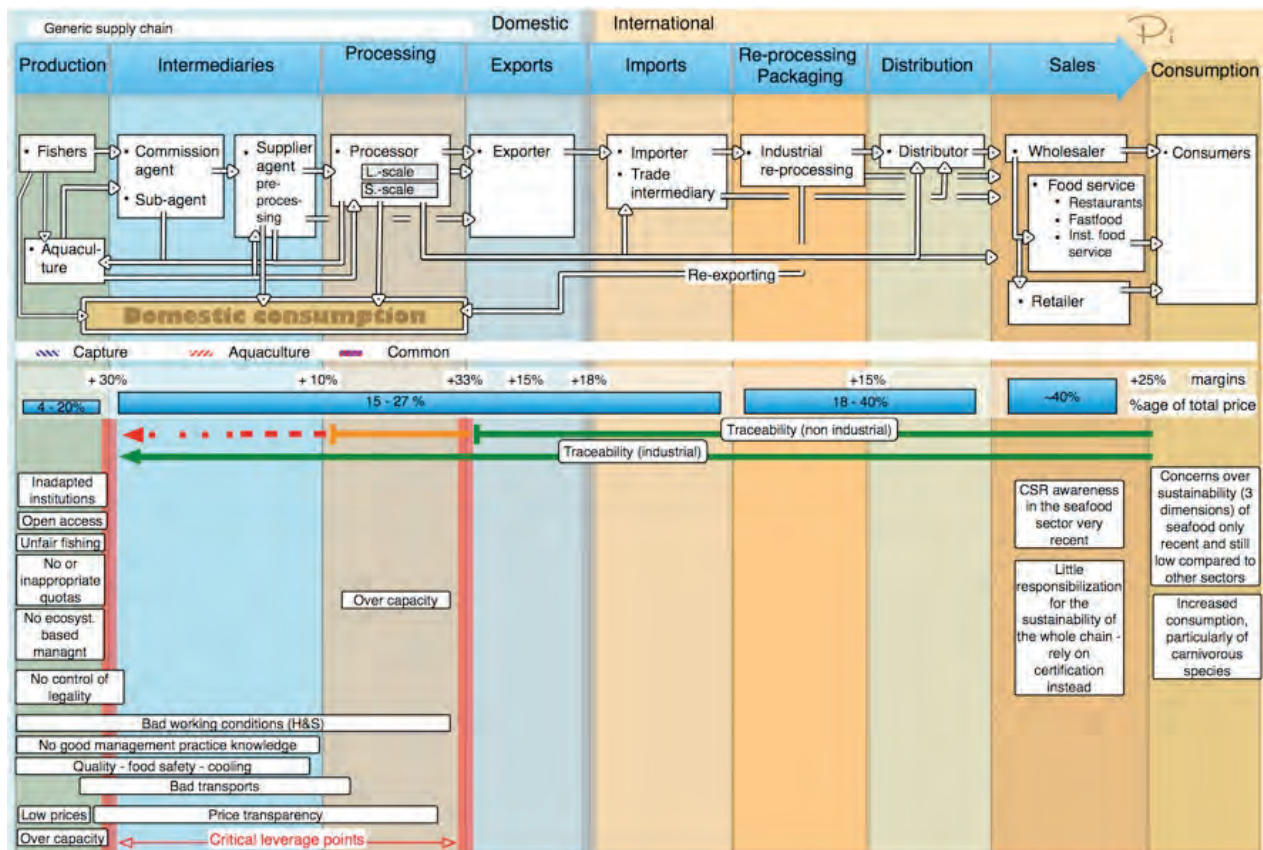 Generic supply chain
Domestic
International
Pi
Production
Intermediaries
Processing
Exports
Imports
Re-processing
Packaging
Distribution
Sales
Consumption
• Fishers
• Aquacul-
ture
• Commission
agent
• Sub-agent
• Supplier
agent
pre-
proces-
sing
• Processor
L.-scale
S.-scale
• Exporter
• Importer
• Trade
intermediary
• Industrial
re-processing
• Distributor
• Wholesaler
• Food service
• Restaurants
• Fastfood
• Inst. food
service
• Retailer
• Consumers
Re-exporting
Domestic consumption
Capture
Aquaculture
Common
+ 30%
+ 10%
+33%
+15%
+18%
+15%
+25%
margins
4 - 20%
15 - 27 %
18 - 40%
~40%
%age of total price
Traceability (non industrial)
Traceability (industrial)
Inadapted
institutions
Open access
Unfair fishing
No or
inappropriate
quotas
No ecosyst.
based
managnt
No control of
legality
Over capacity
CSR awareness
in the seafood
sector very
recent
Little
responsibilization
for the
sustainability of
the whole chain -
rely on
certification
instead
Concerns over
sustainability (3
dimensions) of
seafood only
recent and still
low compared to
other sectors
Increased
consumption,
particularly of
carnivorous
species
Bad working conditions (H&S)
No good management practice knowledge
Quality - food safety - cooling
Bad transports
Low prices
Price transparency
Over capacity
Critical leverage points